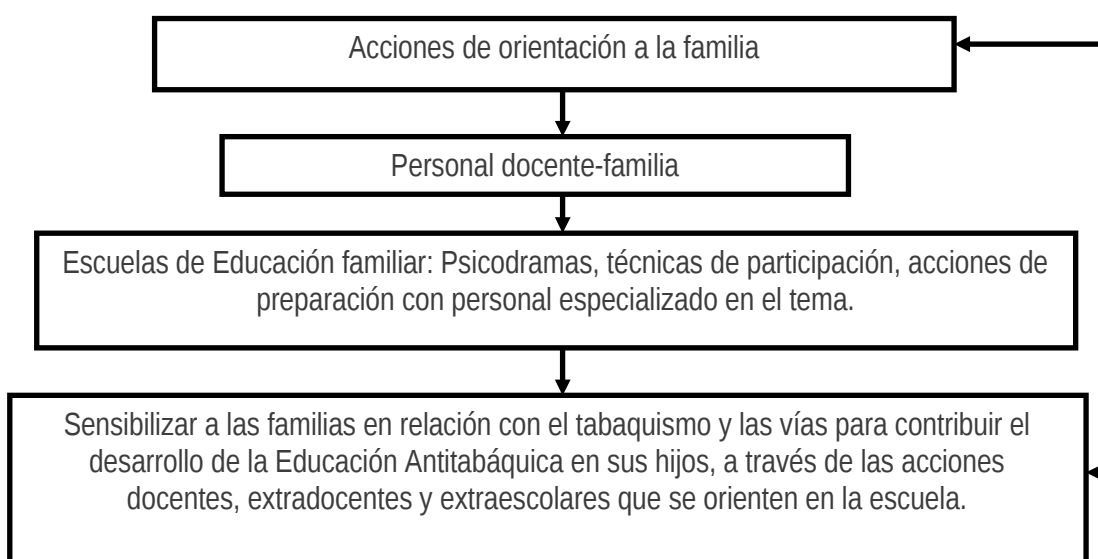 Acciones de orientación a la familia
Personal docente-familia
Escuelas de Educación familiar: Psicodramas, técnicas de participación, acciones de
preparación con personal especializado en el tema.
Sensibilizar a las familias en relación con el tabaquismo y las vías para contribuir el
desarrollo de la Educación Antitabáquica en sus hijos, a través de las acciones
docentes, extradocentes y extraescolares que se orienten en la escuela.